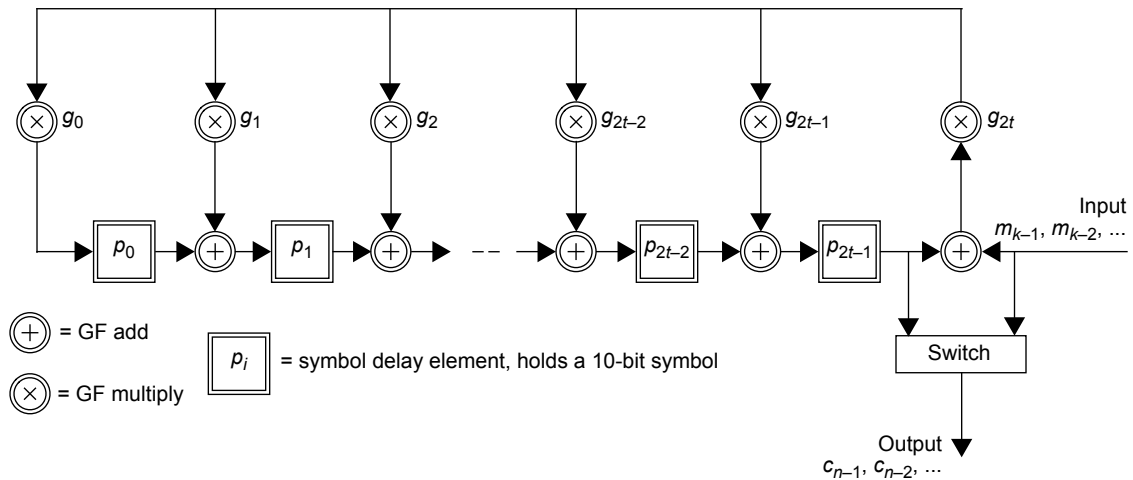 g₀ g₁ g₂ g₂ₜ₋₂ g₂ₜ₋₁ g₂ₜ
Input
mₖ₋₁, mₖ₋₂, ...
p₀ p₁ -- p₂ₜ₋₂ p₂ₜ₋₁
= GF add
pᵢ = symbol delay element, holds a 10-bit symbol
= GF multiply
Switch
Output
cₙ₋₁, cₙ₋₂, ...